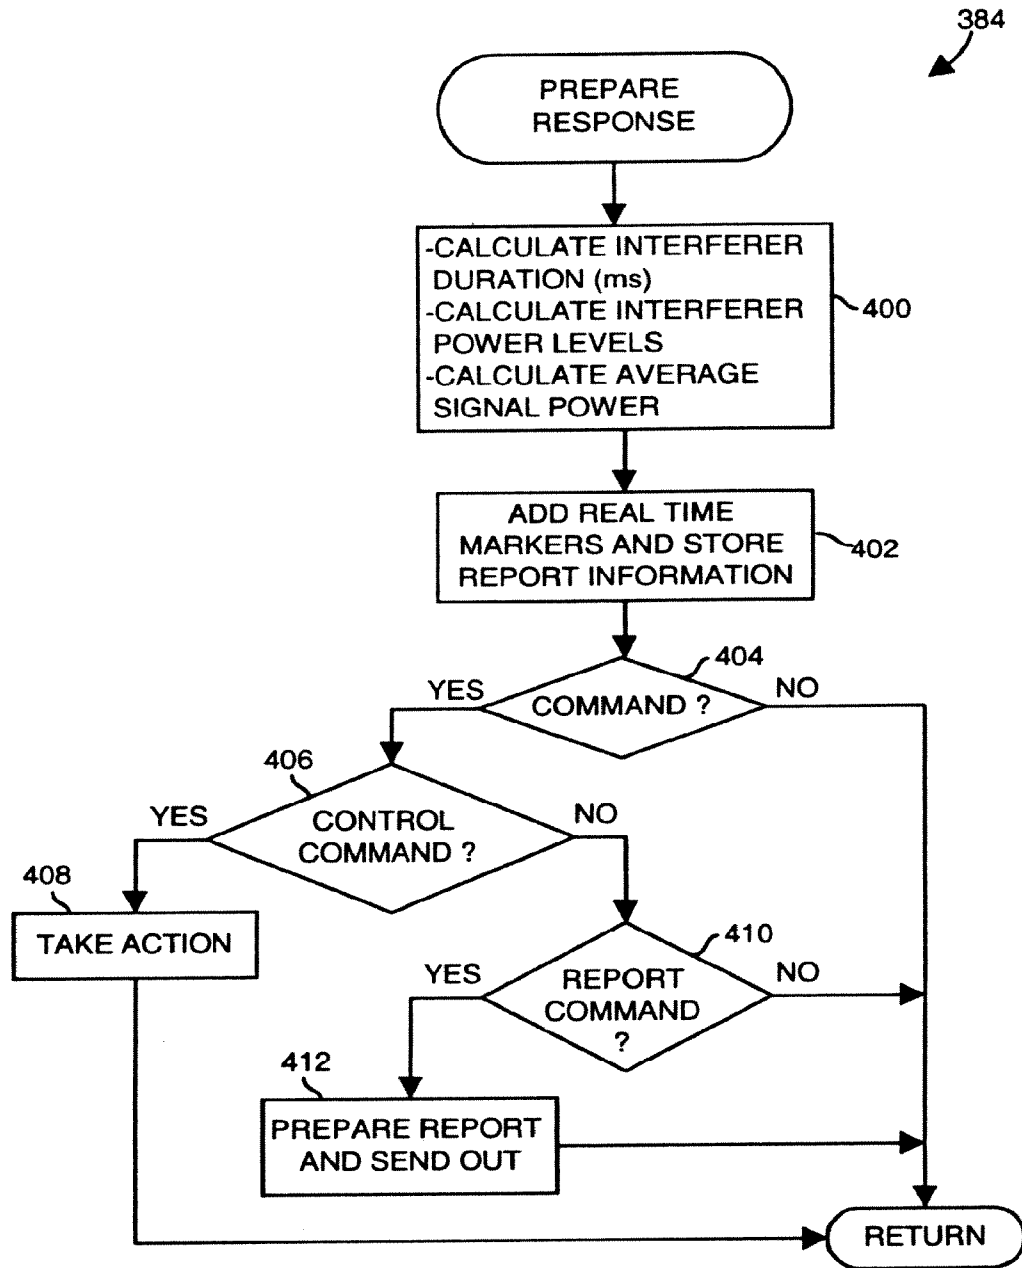 384
PREPARE
RESPONSE
-CALCULATE INTERFERER
DURATION (ms)
-CALCULATE INTERFERER
POWER LEVELS
-CALCULATE AVERAGE
SIGNAL POWER
400
ADD REAL TIME
MARKERS AND STORE
REPORT INFORMATION
402
404
YES
COMMAND ?
NO
406
YES
CONTROL
COMMAND ?
NO
408
TAKE ACTION
410
YES
REPORT
COMMAND
?
NO
412
PREPARE REPORT
AND SEND OUT
RETURN